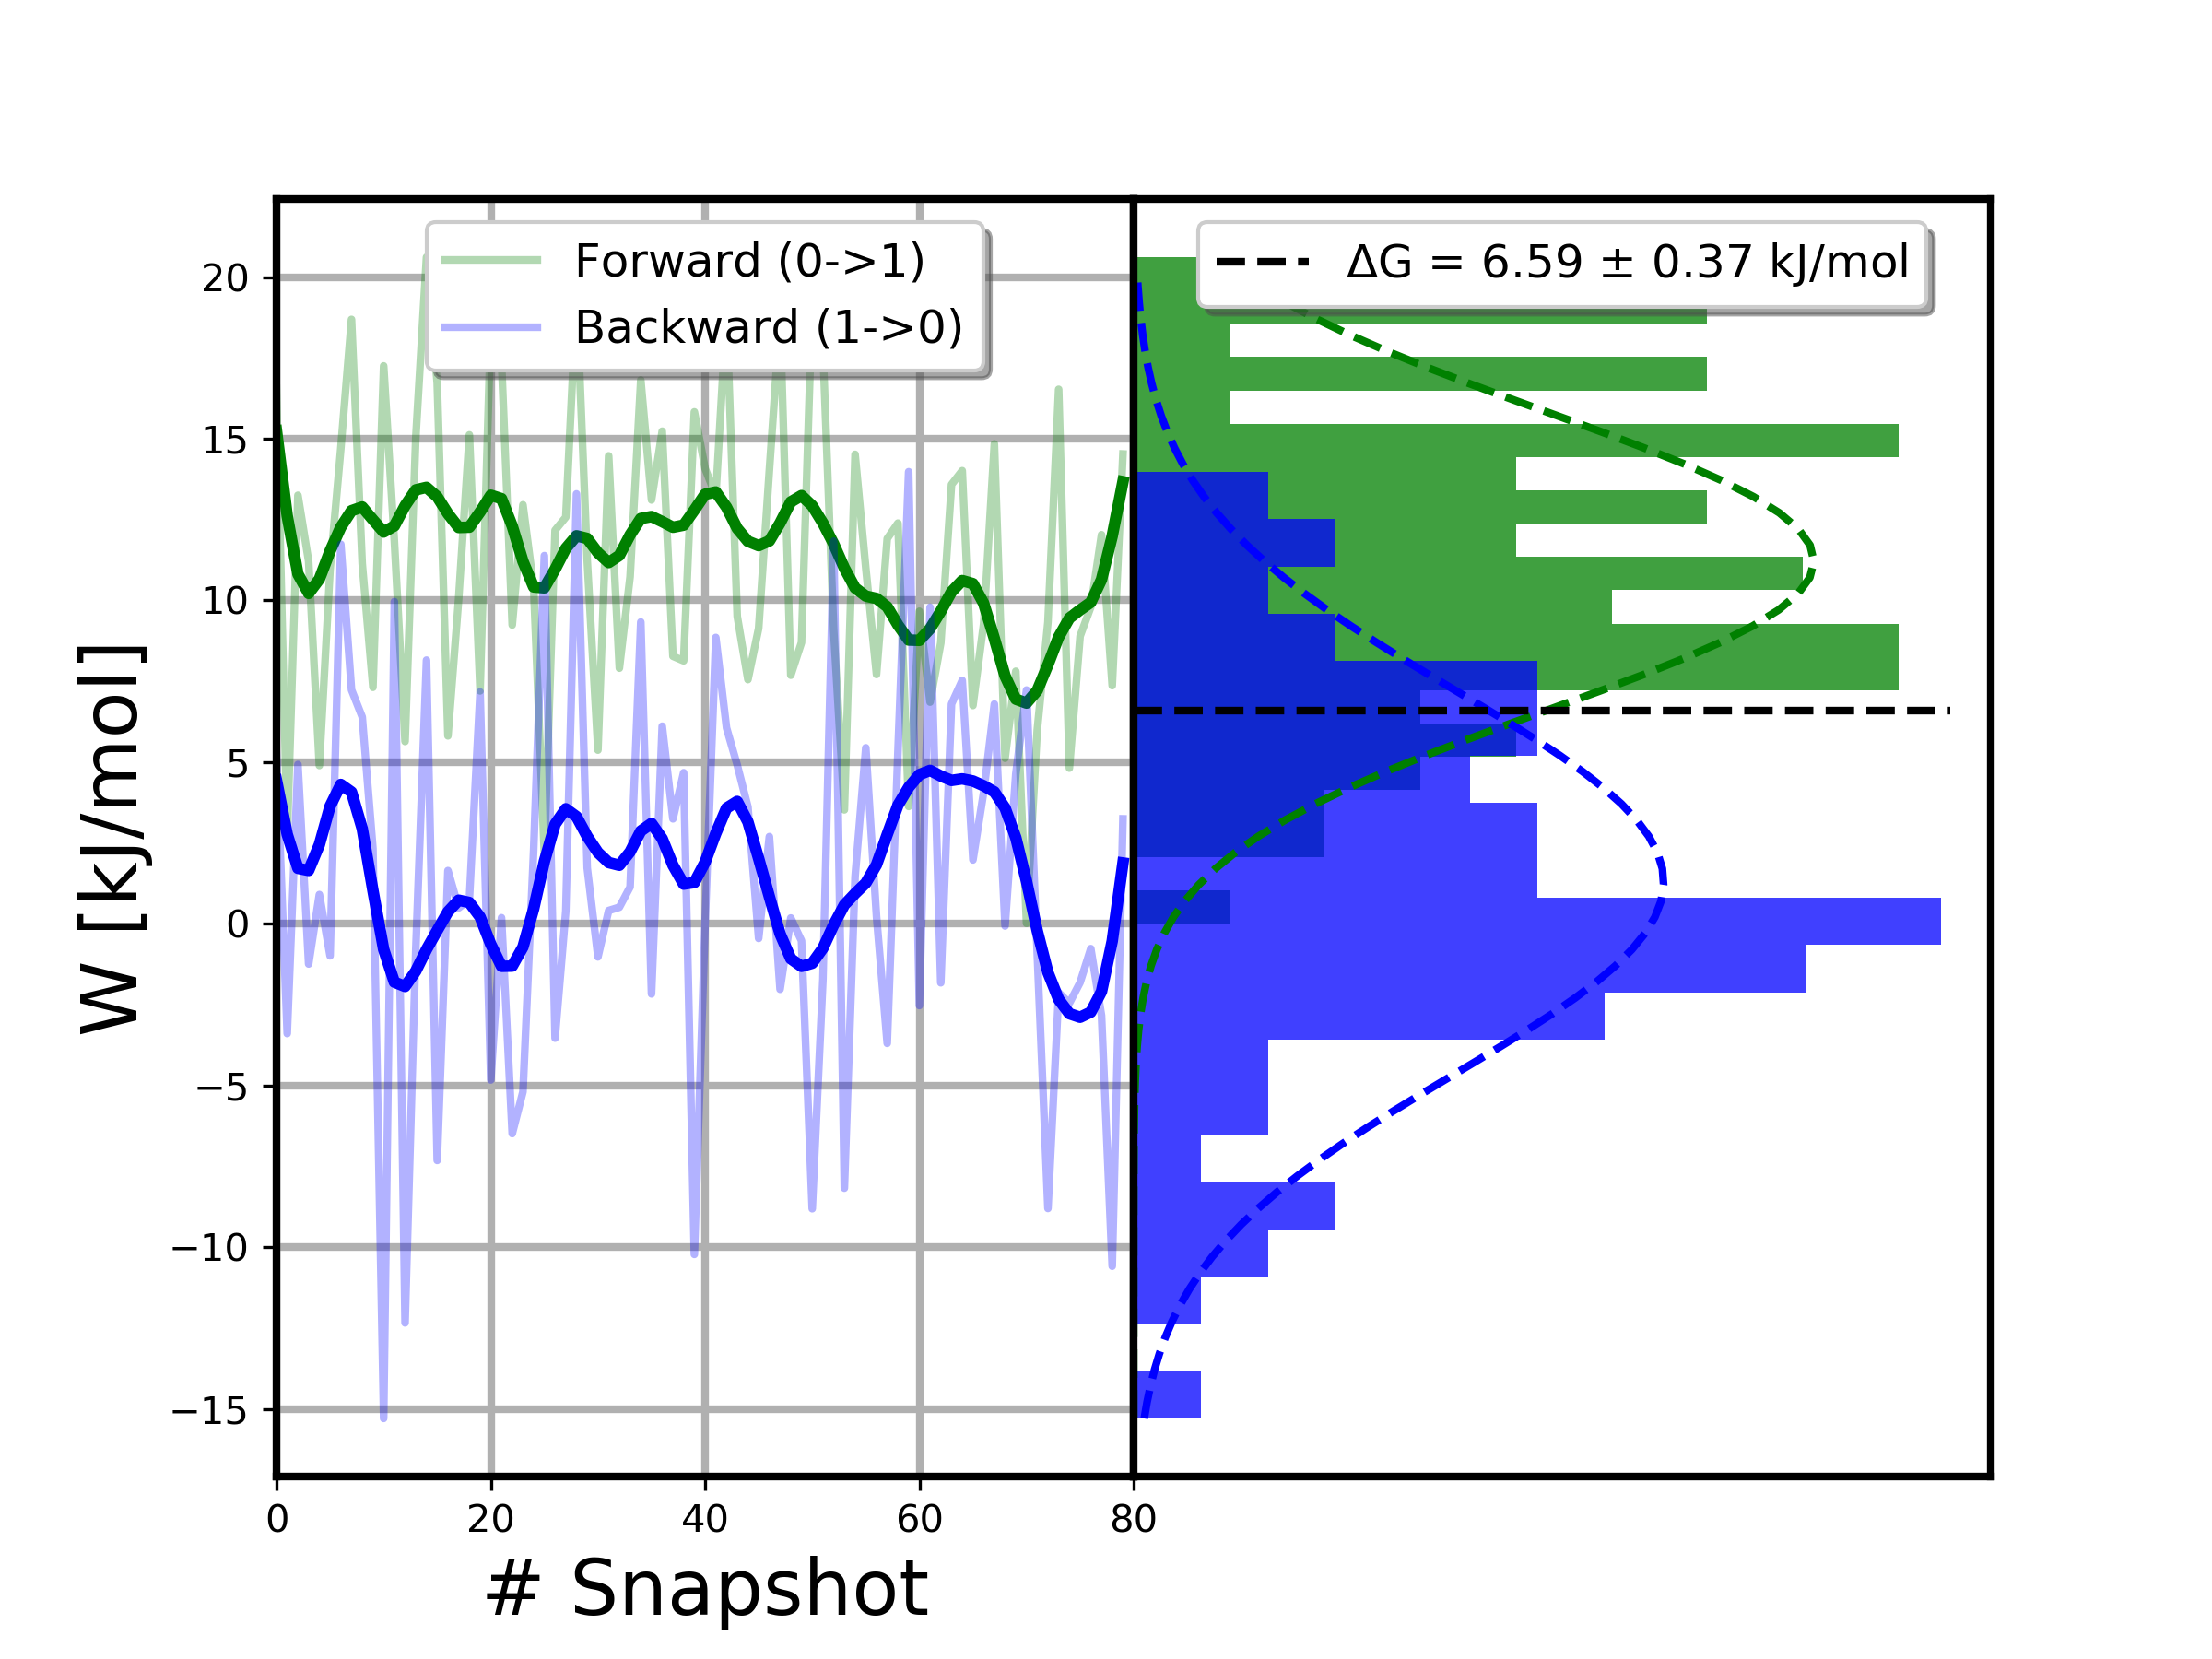 Forward (0->1)
Backward (1->0)
ΔG = 6.59 ± 0.37 kJ/mol
W [kJ/mol]
20
15
10
5
0
−5
−10
−15
0 20 40 60 80
# Snapshot